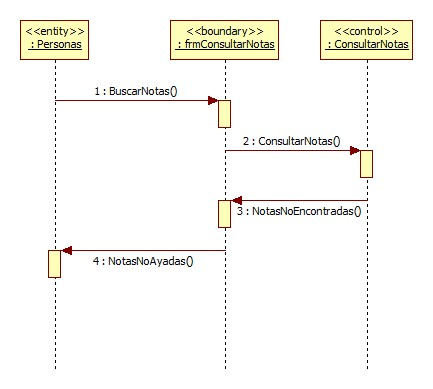 <<entity>>
: Personas
<<boundary>>
: frmConsultarNotas
<<control>>
: ConsultarNotas
1 : BuscarNotas()
2 : ConsultarNotas()
3 : NotasNoEncontradas()
4 : NotasNoAyadas()